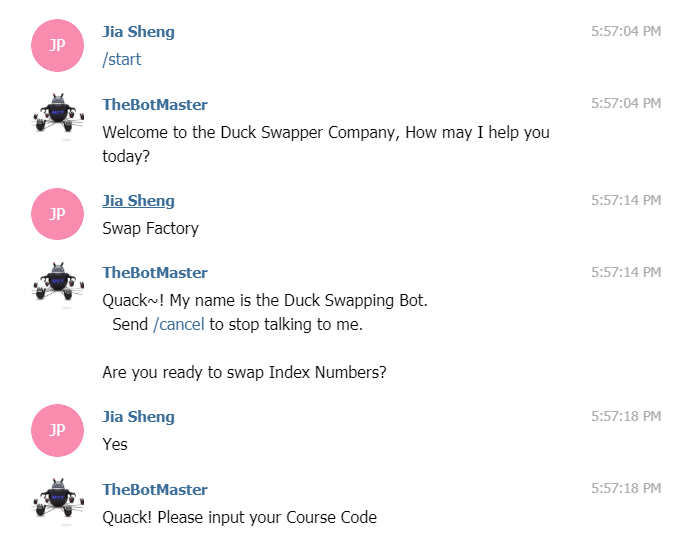 JP
Jia Sheng
5:57:04 PM
/start
TheBotMaster
5:57:04 PM
Welcome to the Duck Swapper Company, How may I help you
today?
JP
Jia Sheng
5:57:14 PM
Swap Factory
TheBotMaster
5:57:14 PM
Quack~! My name is the Duck Swapping Bot.
Send /cancel to stop talking to me.
Are you ready to swap Index Numbers?
JP
Jia Sheng
5:57:18 PM
Yes
TheBotMaster
5:57:18 PM
Quack! Please input your Course Code